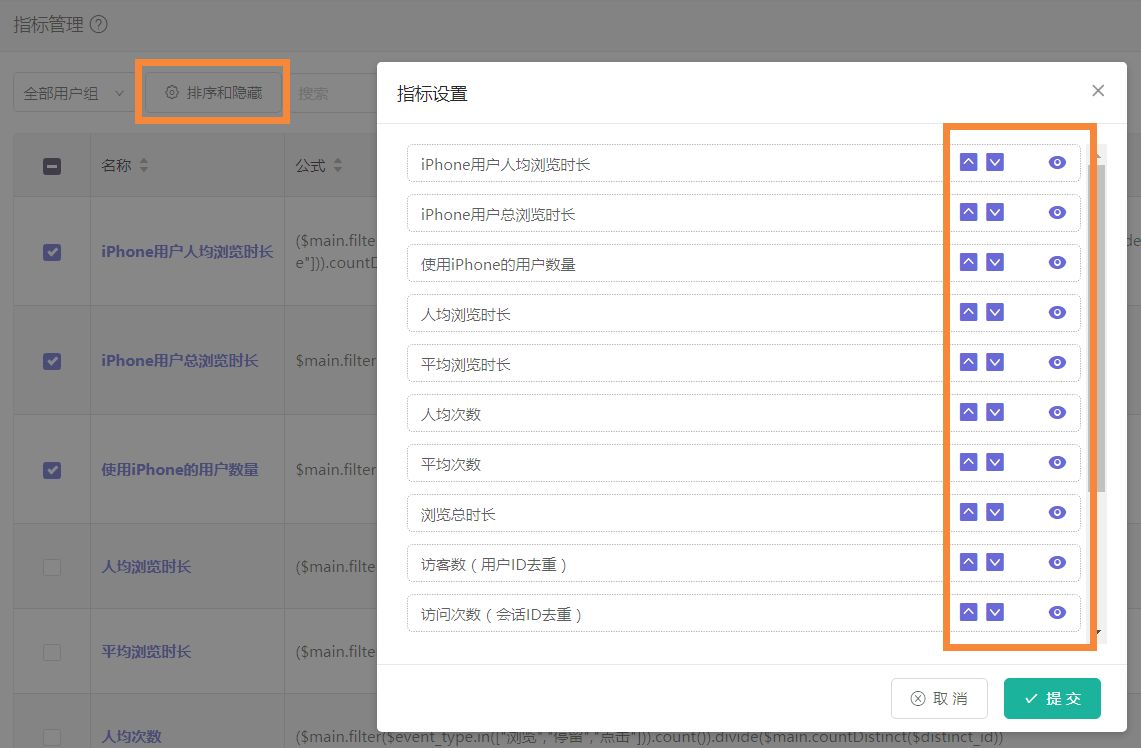 指标管理
全部用户组
排序和隐藏
搜索
名称
公式
iPhone用户人均浏览时长
($main.filte
e"])).countD
de
iPhone用户总浏览时长
$main.filter
使用iPhone的用户数量
$main.filter
人均浏览时长
($main.filte
平均浏览时长
($main.filte
人均次数
($main.filter($event_type.in(["浏览","停留","点击"])).count()).divide($main.countDistinct($distinct_id))
指标设置
iPhone用户人均浏览时长
iPhone用户总浏览时长
使用iPhone的用户数量
人均浏览时长
平均浏览时长
人均次数
平均次数
浏览总时长
访客数（用户ID去重）
访问次数（会话ID去重）
取 消
提 交